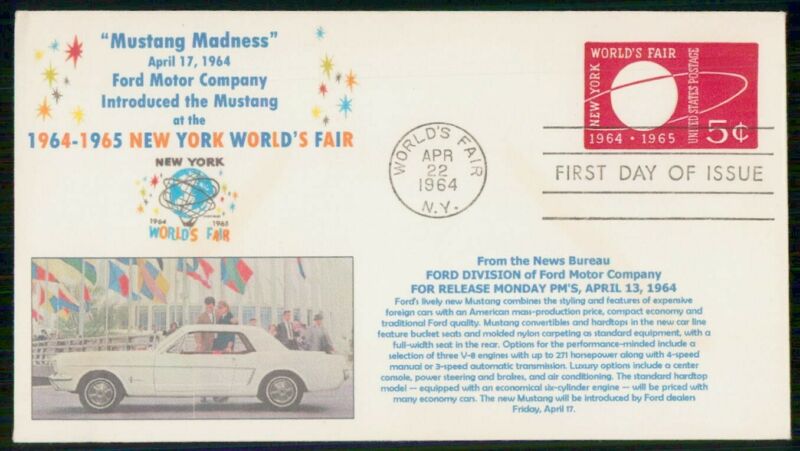 "Mustang Madness"
April 17, 1964
Ford Motor Company
Introduced the Mustang
at the
1964-1965 NEW YORK WORLD'S FAIR
NEW YORK
1964 1965
WORLD'S FAIR
WORLD'S FAIR
APR
22
1964
N.Y.
NEW YORK
WORLD'S FAIR
UNITED STATES POSTAGE
1964 · 1965
5¢
FIRST DAY OF ISSUE
From the News Bureau
FORD DIVISION of Ford Motor Company
FOR RELEASE MONDAY PM'S, APRIL 13, 1964
Ford's lively new Mustang combines the styling and features of expensive
foreign cars with an American mass-production price, compact economy and
traditional Ford quality. Mustang convertibles and hardtops in the new car line
feature bucket seats and molded nylon carpeting as standard equipment, with a
full-width seat in the rear. Options for the performance-minded include a
selection of three V-8 engines with up to 271 horsepower along with 4-speed
manual or 3-speed automatic transmission. Luxury options include a center
console, power steering and brakes, and air conditioning. The standard hardtop
model -- equipped with an economical six-cylinder engine -- will be priced with
many economy cars. The new Mustang will be introduced by Ford dealers
Friday, April 17.